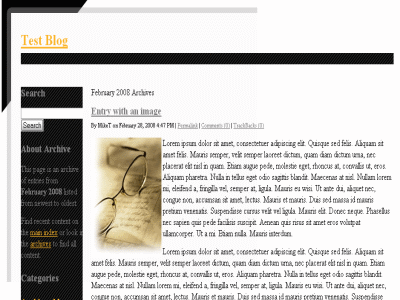 Test Blog
Search
Search
About Archive
This page is an archive
of entries from
February 2008 listed
from newest to oldest.
Find recent content on
the main index or look in
the archives to find all
content.
Categories
February 2008 Archives
Entry with an image
By MikeT on February 28, 2008 4:47 PM | Permalink | Comments (0) | TrackBacks (0)
Lorem ipsum dolor sit amet, consectetuer adipiscing elit. Quisque sed felis. Aliquam sit
amet felis. Mauris semper, velit semper laoreet dictum, quam diam dictum urna, nec
placerat elit nisl in quam. Etiam augue pede, molestie eget, rhoncus at, convallis ut, eros.
Aliquam pharetra. Nulla in tellus eget odio sagittis blandit. Maecenas at nisl. Nullam lorem
mi, eleifend a, fringilla vel, semper at, ligula. Mauris eu wisi. Ut ante dui, aliquet nec,
congue non, accumsan sit amet, lectus. Mauris et mauris. Duis sed massa id mauris
pretium venenatis. Suspendisse cursus velit vel ligula. Mauris elit. Donec neque. Phasellus
nec sapien quis pede facilisis suscipit. Aenean quis risus sit amet eros volutpat
ullamcorper. Ut a mi. Etiam nulla. Mauris interdum.
Lorem ipsum dolor sit amet, consectetuer adipiscing elit. Quisque sed felis. Aliquam sit
amet felis. Mauris semper, velit semper laoreet dictum, quam diam dictum urna, nec placerat elit nisl in quam. Etiam
augue pede, molestie eget, rhoncus at, convallis ut, eros. Aliquam pharetra. Nulla in tellus eget odio sagittis
blandit. Maecenas at nisl. Nullam lorem mi, eleifend a, fringilla vel, semper at, ligula. Mauris eu wisi. Ut ante dui,
aliquet nec, congue non, accumsan sit amet, lectus. Mauris et mauris. Duis sed massa id mauris pretium